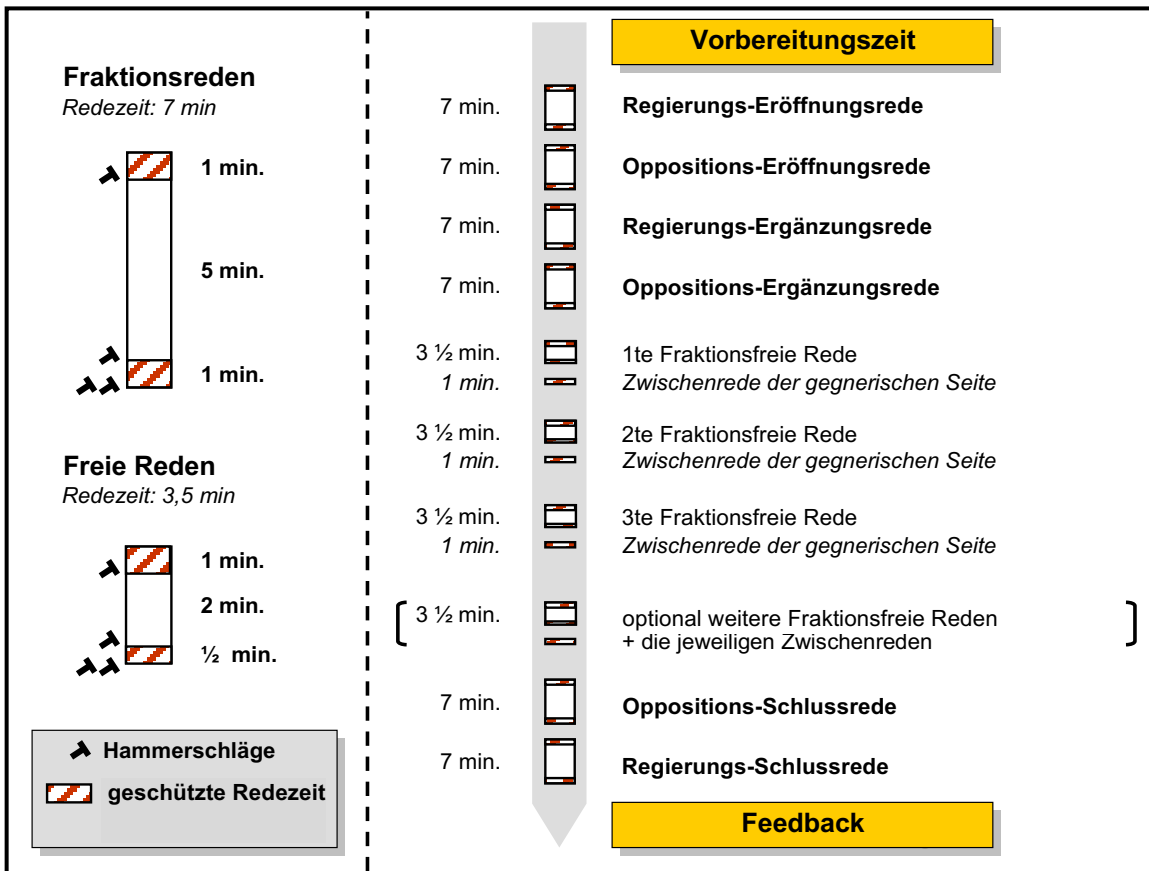 Fraktionsreden
Redezeit: 7 min
1 min.
5 min.
1 min.
Freie Reden
Redezeit: 3,5 min
1 min.
2 min.
½ min.
Hammerschläge
geschützte Redezeit
Vorbereitungszeit
7 min. Regierungs-Eröffnungsrede
7 min. Oppositions-Eröffnungsrede
7 min. Regierungs-Ergänzungsrede
7 min. Oppositions-Ergänzungsrede
3 ½ min. 1te Fraktionsfreie Rede
1 min. Zwischenrede der gegnerischen Seite
3 ½ min. 2te Fraktionsfreie Rede
1 min. Zwischenrede der gegnerischen Seite
3 ½ min. 3te Fraktionsfreie Rede
1 min. Zwischenrede der gegnerischen Seite
3 ½ min. optional weitere Fraktionsfreie Reden
+ die jeweiligen Zwischenreden
7 min. Oppositions-Schlussrede
7 min. Regierungs-Schlussrede
Feedback